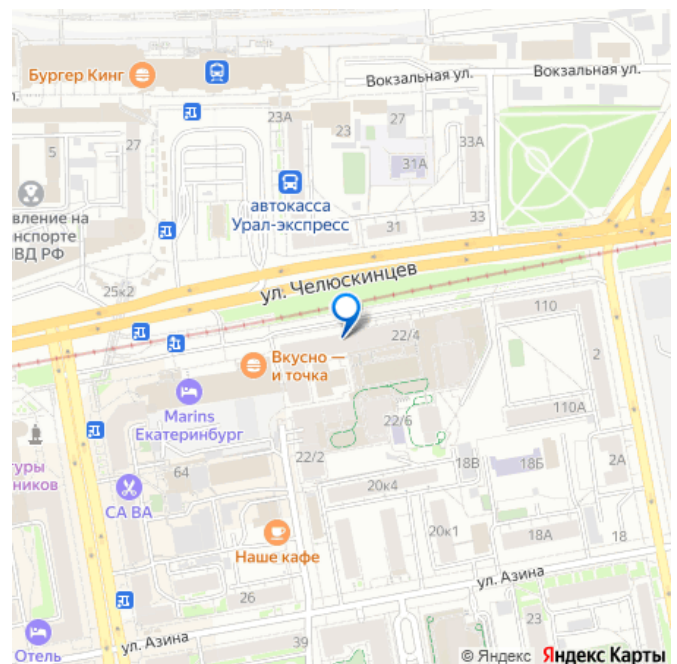 Бургер Кинг
Вокзальная ул.
Вокзальная ул.
л.
23А
27
23
33А
5
27
31А
автокасса
Урал-экспресс
31
33
вление на
анспорте
ВД РФ
25к2
ул. Челюскинцев
110
22/4
2
Вкусно —
и точка
Marins
Екатеринбург
110А
22/6
22/2
18В
18Б
2А
64
туры
ников
СА ВА
20к4
20к1
18А
18
Наше кафе
ул. Азина
26
23
ул. Азина
39
Отель
© Яндекс Яндекс Карты